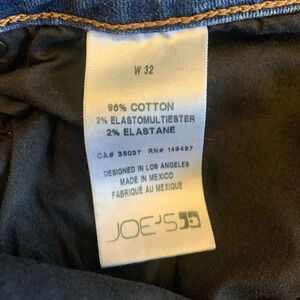 W 32
96% COTTON
2% ELASTOMULTIESTER
2% ELASTANE
CA# 35037 RN# 149497
DESIGNED IN LOS ANGELES
MADE IN MEXICO
FABRIQUÉ AU MEXIQUE
JOE'S